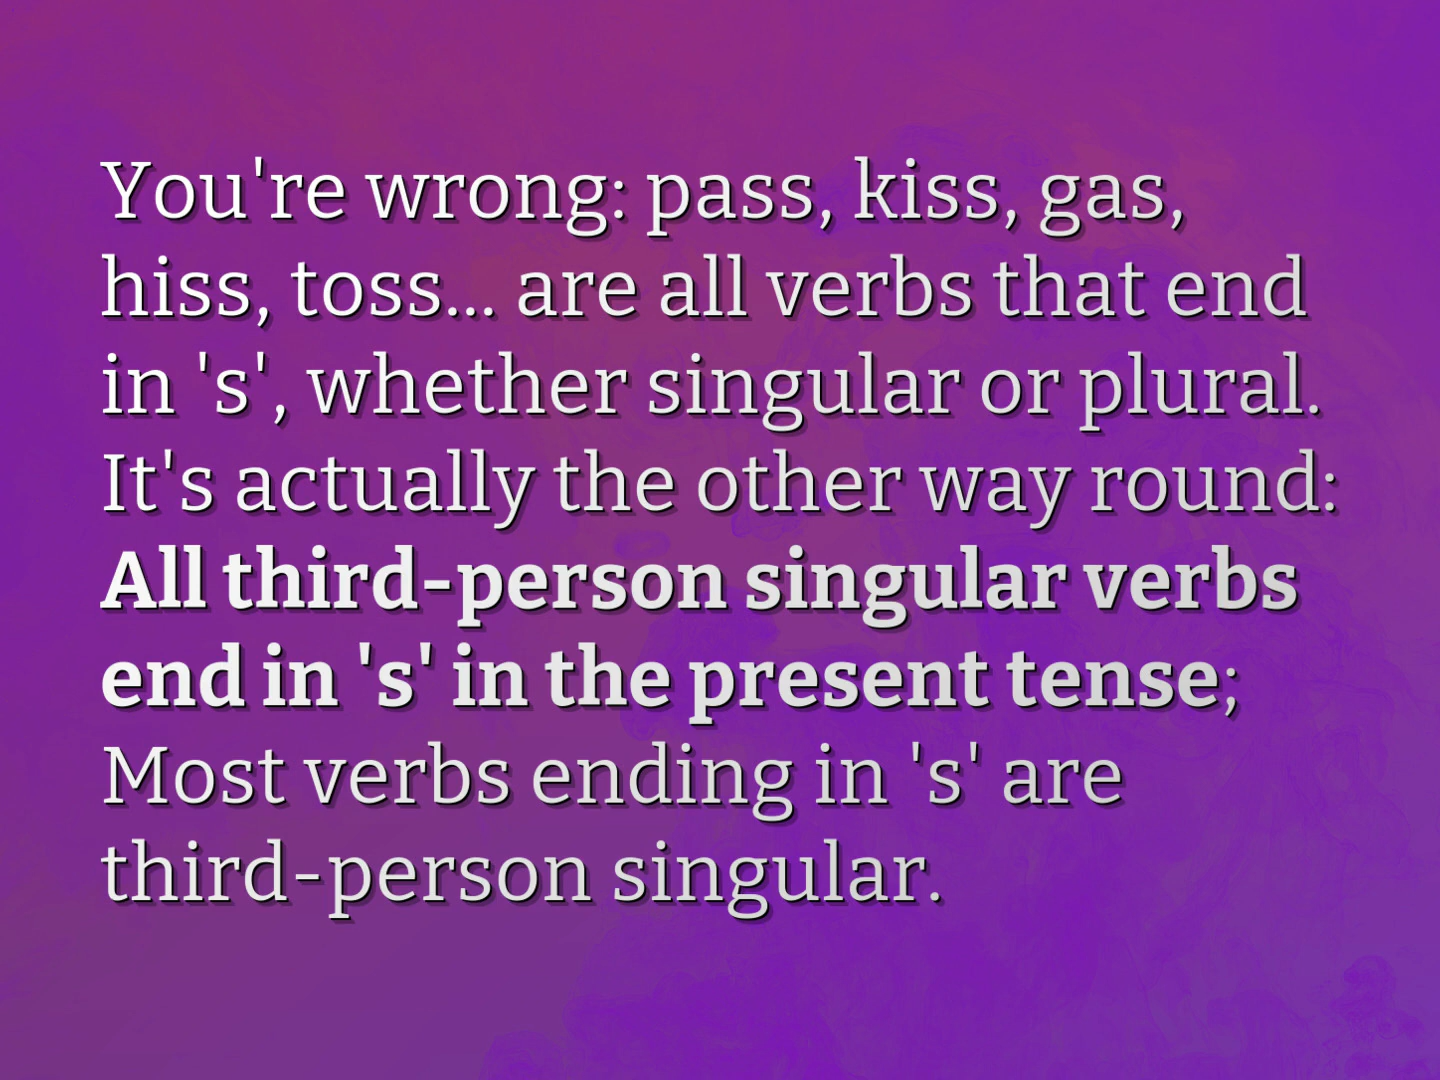 You're wrong: pass, kiss, gas,
hiss, toss... are all verbs that end
in 's', whether singular or plural.
It's actually the other way round:
All third-person singular verbs
end in 's' in the present tense;
Most verbs ending in 's' are
third-person singular.